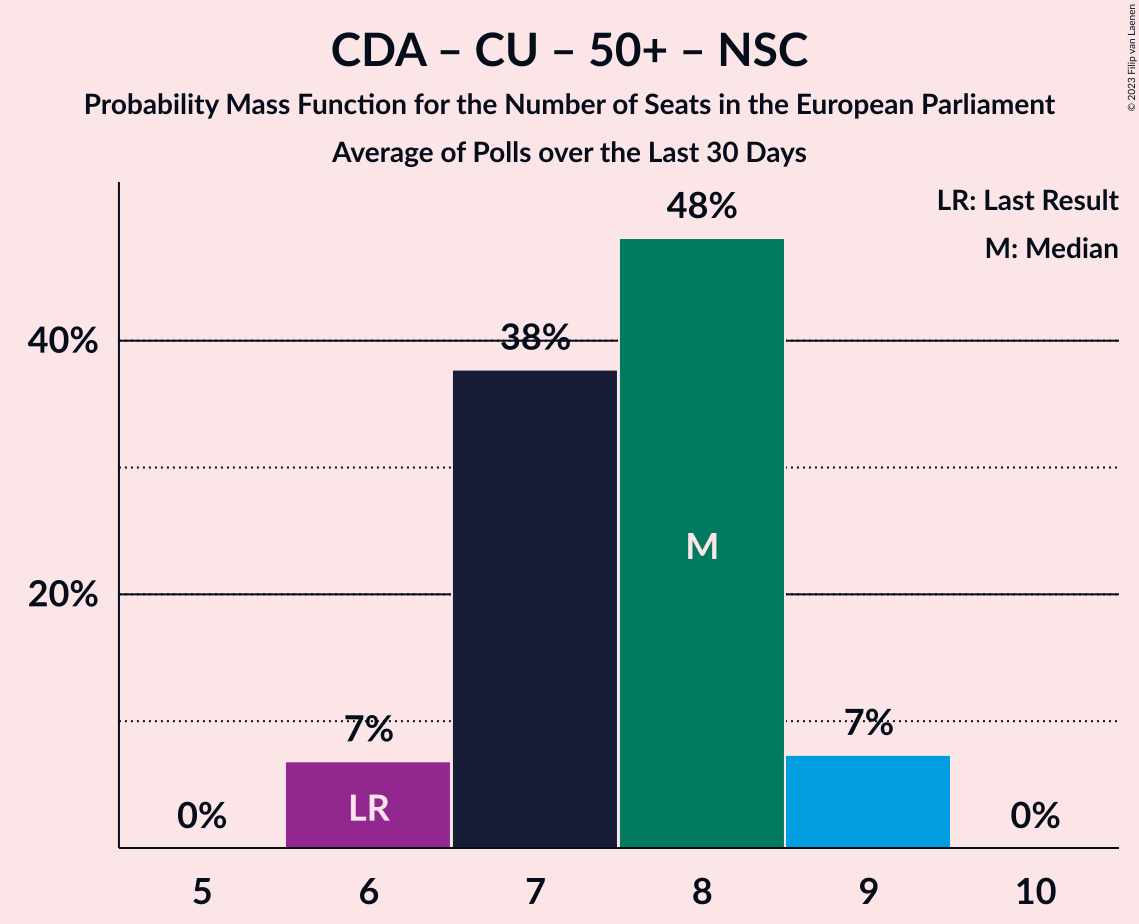 CDA – CU – 50+ – NSC
Probability Mass Function for the Number of Seats in the European Parliament
Average of Polls over the Last 30 Days
© 2023 Filip van Laenen
LR: Last Result
M: Median
48%
40%
38%
M
20%
7%
7%
LR
0%
0%
5 6 7 8 9 10